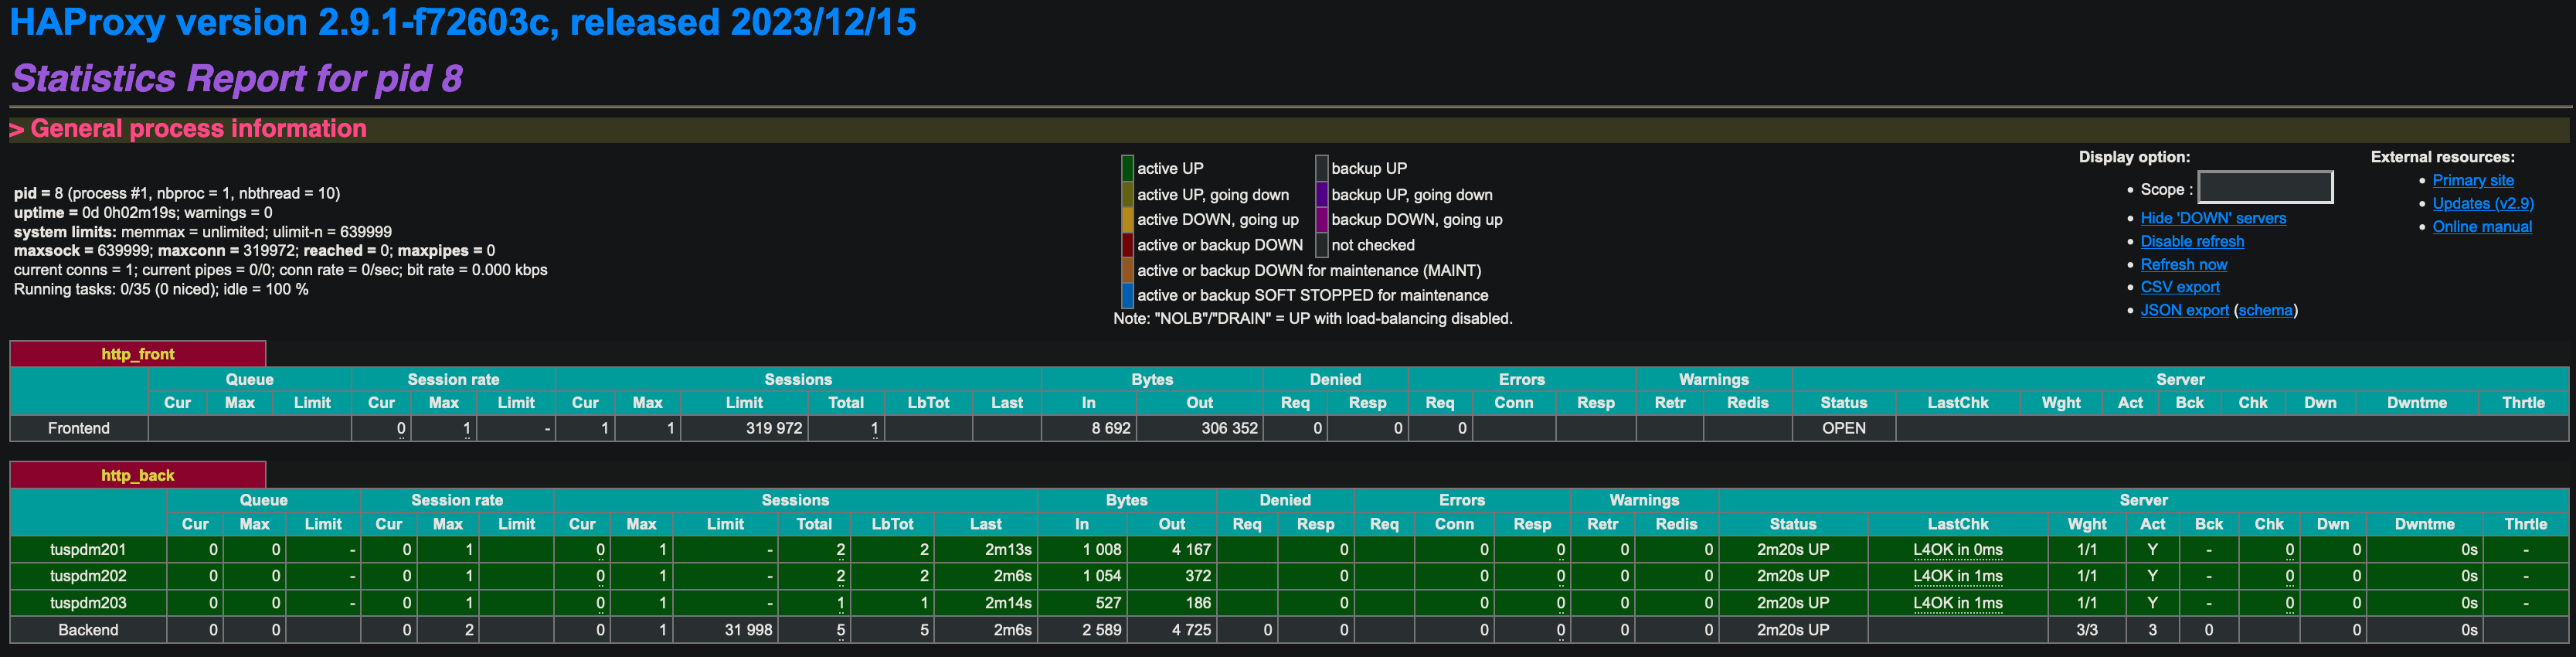 HAProxy version 2.9.1-f72603c, released 2023/12/15
Statistics Report for pid 8
> General process information
pid = 8 (process #1, nbproc = 1, nbthread = 10)
uptime = 0d 0h02m19s; warnings = 0
system limits: memmax = unlimited; ulimit-n = 639999
maxsock = 639999; maxconn = 319972; reached = 0; maxpipes = 0
current conns = 1; current pipes = 0/0; conn rate = 0/sec; bit rate = 0.000 kbps
Running tasks: 0/35 (0 niced); idle = 100 %
active UP backup UP
active UP, going down backup UP, going down
active DOWN, going up backup DOWN, going up
active or backup DOWN not checked
active or backup DOWN for maintenance (MAINT)
active or backup SOFT STOPPED for maintenance
Note: "NOLB"/"DRAIN" = UP with load-balancing disabled.
Display option:
Scope :
Hide 'DOWN' servers
Disable refresh
Refresh now
CSV export
JSON export (schema)
External resources:
Primary site
Updates (v2.9)
Online manual
http_front
Queue Session rate Sessions Bytes Denied Errors Warnings Server
Cur Max Limit Cur Max Limit Cur Max Limit Total LbTot Last In Out Req Resp Req Conn Resp Retr Redis Status LastChk Wght Act Bck Chk Dwn Dwntme Thrtle
Frontend 0 1 - 1 1 319 972 1 8 692 306 352 0 0 0 OPEN
http_back
Queue Session rate Sessions Bytes Denied Errors Warnings Server
Cur Max Limit Cur Max Limit Cur Max Limit Total LbTot Last In Out Req Resp Req Conn Resp Retr Redis Status LastChk Wght Act Bck Chk Dwn Dwntme Thrtle
tuspdm201 0 0 - 0 1 0 1 - 2 2 2m13s 1 008 4 167 0 0 0 0 0 2m20s UP L4OK in 0ms 1/1 Y - 0 0 0s -
tuspdm202 0 0 - 0 1 0 1 - 2 2 2m6s 1 054 372 0 0 0 0 0 2m20s UP L4OK in 1ms 1/1 Y - 0 0 0s -
tuspdm203 0 0 - 0 1 0 1 - 1 1 2m14s 527 186 0 0 0 0 0 2m20s UP L4OK in 1ms 1/1 Y - 0 0 0s -
Backend 0 0 0 2 0 1 31 998 5 5 2m6s 2 589 4 725 0 0 0 0 0 0 2m20s UP 3/3 3 0 0 0s